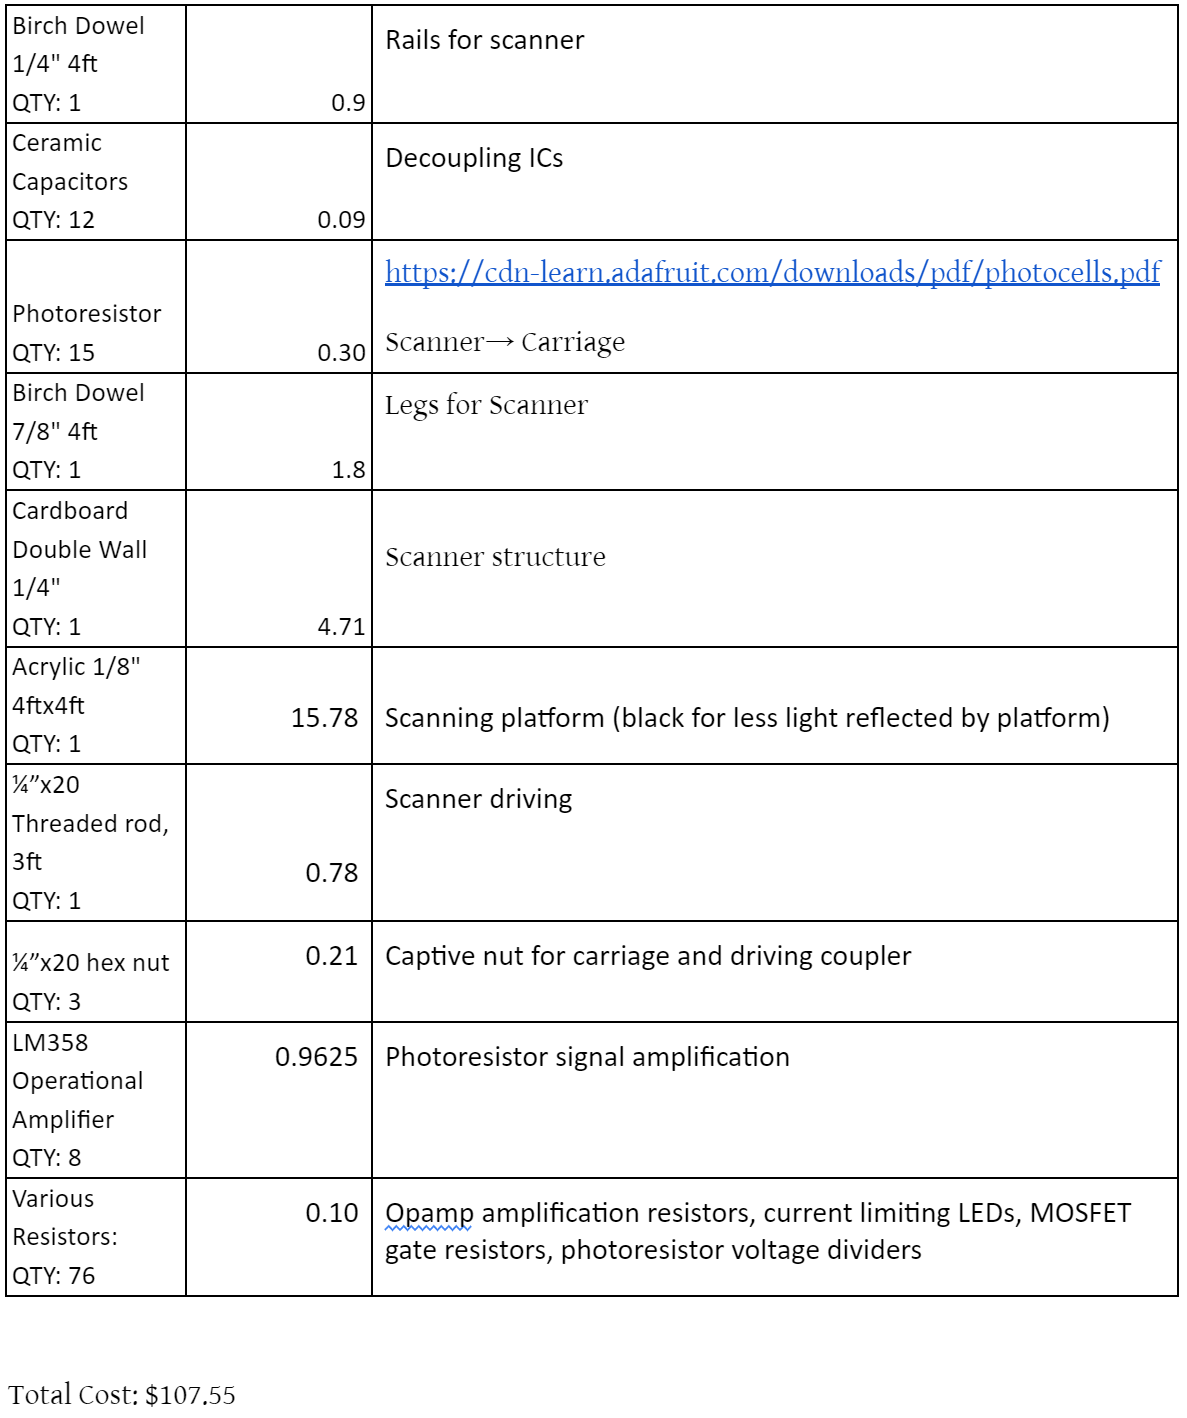 Birch Dowel
1/4" 4ft
QTY: 1
0.9
Rails for scanner
Ceramic
Capacitors
QTY: 12
0.09
Decoupling ICs
Photoresistor
QTY: 15
0.30
https://cdn-learn.adafruit.com/downloads/pdf/photocells.pdf
Scanner→ Carriage
Birch Dowel
7/8" 4ft
QTY: 1
1.8
Legs for Scanner
Cardboard
Double Wall
1/4"
QTY: 1
4.71
Scanner structure
Acrylic 1/8"
4ftx4ft
QTY: 1
15.78
Scanning platform (black for less light reflected by platform)
¼”x20
Threaded rod,
3ft
QTY: 1
0.78
Scanner driving
¼”x20 hex nut
QTY: 3
0.21
Captive nut for carriage and driving coupler
LM358
Operational
Amplifier
QTY: 8
0.9625
Photoresistor signal amplification
Various
Resistors:
QTY: 76
0.10
Opamp amplification resistors, current limiting LEDs, MOSFET
gate resistors, photoresistor voltage dividers
Total Cost: $107.55